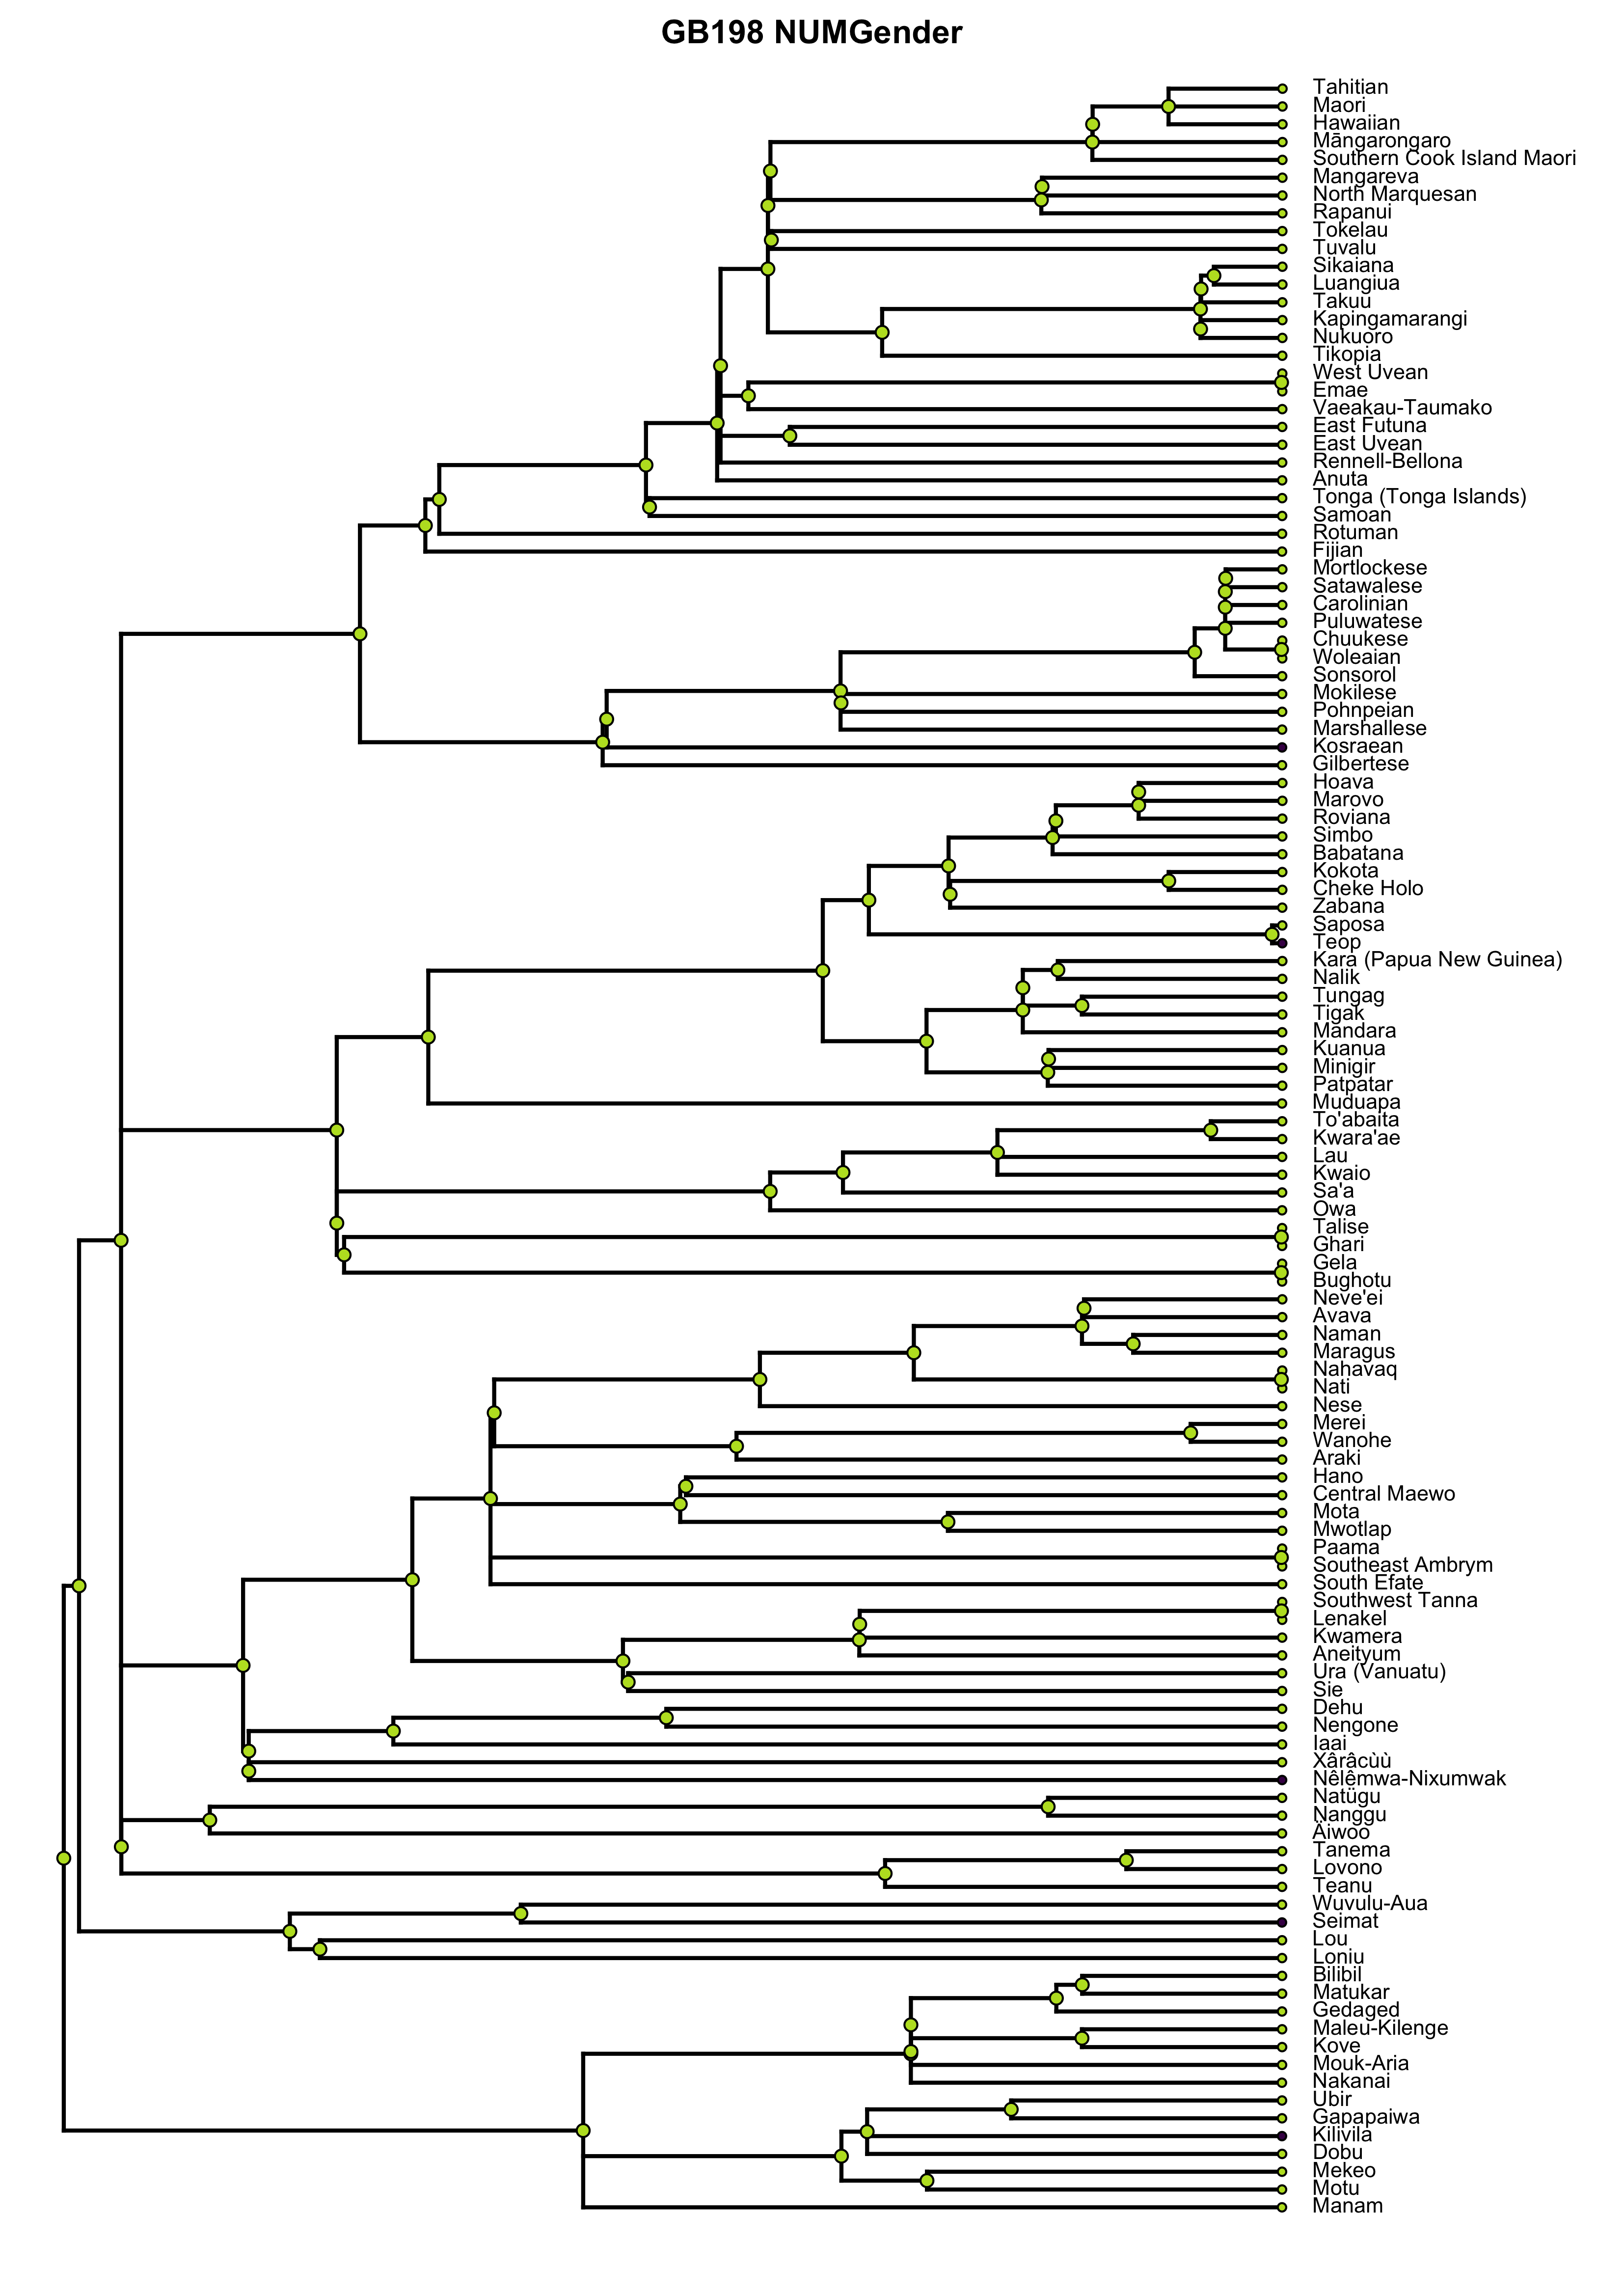 GB198 NUMGender
Tahitian
Maori
Hawaiian
Māngarongaro
Southern Cook Island Maori
Mangareva
North Marquesan
Rapanui
Tokelau
Tuvalu
Sikaiana
Luangiua
Takuu
Kapingamarangi
Nukuoro
Tikopia
West Uvean
Emae
Vaeakau-Taumako
East Futuna
East Uvean
Rennell-Bellona
Anuta
Tonga (Tonga Islands)
Samoan
Rotuman
Fijian
Mortlockese
Satawalese
Carolinian
Puluwatese
Chuukese
Woleaian
Sonsorol
Mokilese
Pohnpeian
Marshallese
Kosraean
Gilbertese
Hoava
Marovo
Roviana
Simbo
Babatana
Kokota
Cheke Holo
Zabana
Saposa
Teop
Kara (Papua New Guinea)
Nalik
Tungag
Tigak
Mandara
Kuanua
Minigir
Patpatar
Muduapa
To'abaita
Kwara'ae
Lau
Kwaio
Sa'a
Owa
Talise
Ghari
Gela
Bughotu
Neve'ei
Avava
Naman
Maragus
Nahavaq
Nati
Nese
Merei
Wanohe
Araki
Hano
Central Maewo
Mota
Mwotlap
Paama
Southeast Ambrym
South Efate
Southwest Tanna
Lenakel
Kwamera
Aneityum
Ura (Vanuatu)
Sie
Dehu
Nengone
Iaai
Xârâcùù
Nêlêmwa-Nixumwak
Natügu
Nanggu
Äiwoo
Tanema
Lovono
Teanu
Wuvulu-Aua
Seimat
Lou
Loniu
Bilibil
Matukar
Gedaged
Maleu-Kilenge
Kove
Mouk-Aria
Nakanai
Ubir
Gapapaiwa
Kilivila
Dobu
Mekeo
Motu
Manam